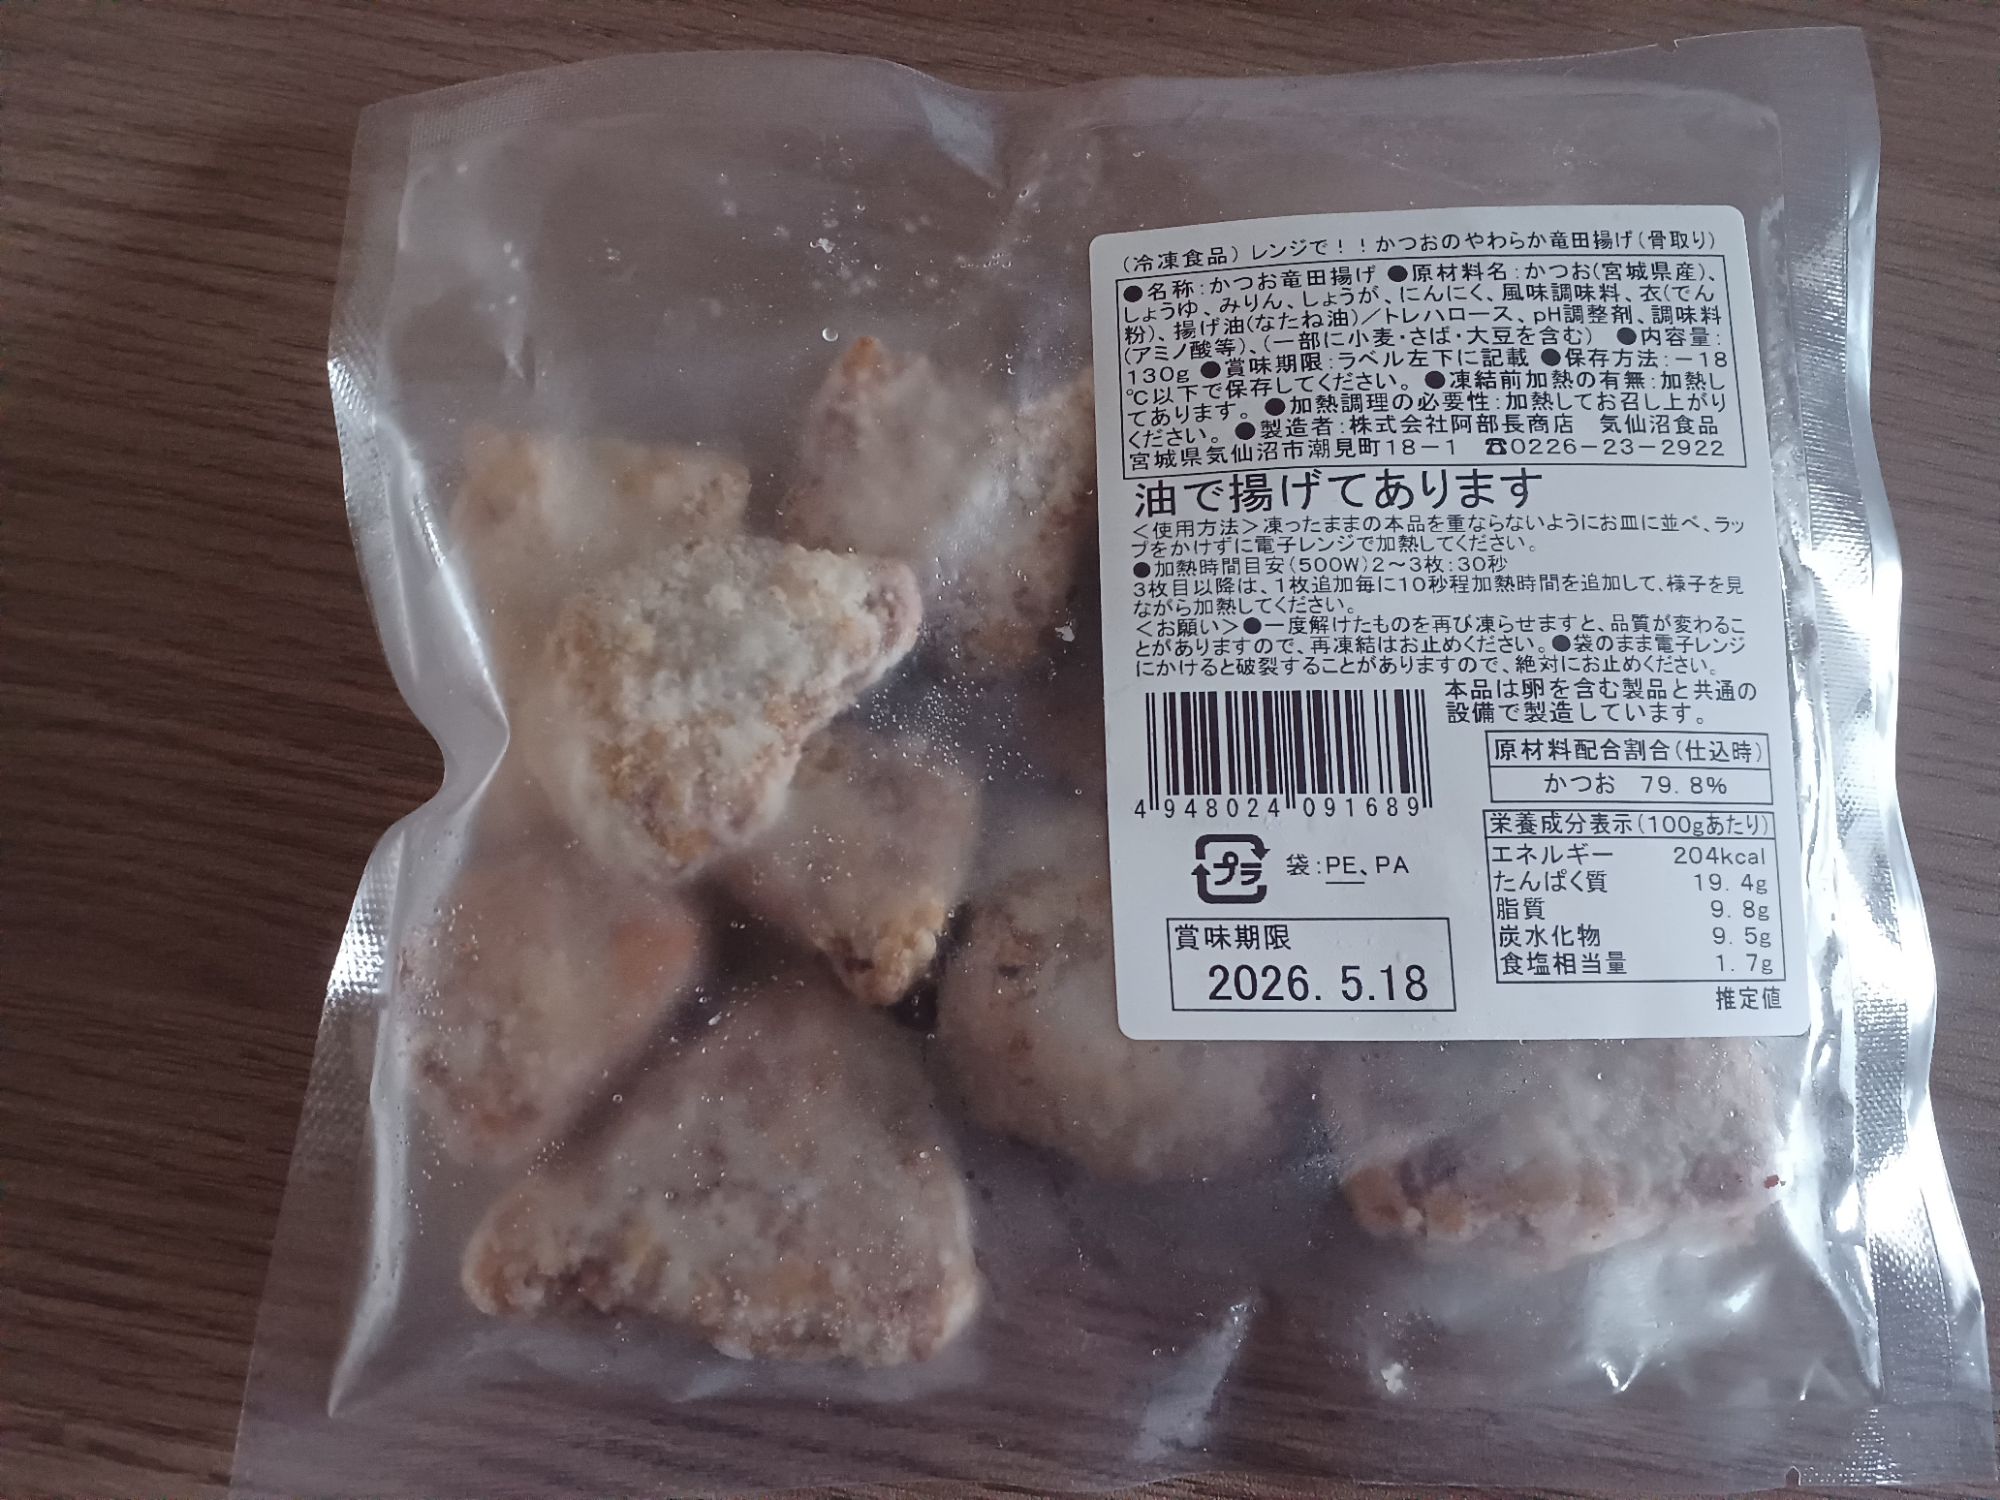 (冷凍食品) レンジで!!かつおのやわらか竜田揚げ(骨取り)
●名称:かつお竜田揚げ ●原材料名:かつお(宮城県産)、
しょうゆ、みりん、しょうが、にんにく、風味調味料、衣(でん
粉)、揚げ油(なたね油)/トレハロース、pH調整剤、調味料
(アミノ酸等)、(一部に小麦・さば・大豆を含む) ●内容量:
130g ●賞味期限:ラベル左下に記載 ●保存方法:-18
℃以下で保存してください。 ●凍結前加熱の有無:加熱し
てあります。 ●加熱調理の必要性:加熱してお召し上がり
ください。 ●製造者:株式会社阿部長商店 気仙沼食品
宮城県気仙沼市潮見町18-1 ☎0226-23-2922
油で揚げてあります
<使用方法>凍ったままの本品を重ならないようにお皿に並べ、ラッ
プをかけずに電子レンジで加熱してください。
●加熱時間目安(500W)2~3枚:30秒
3枚目以降は、1枚追加毎に10秒程加熱時間を追加して、様子を見
ながら加熱してください。
<お願い>●一度解けたものを再び凍らせますと、品質が変わるこ
とがありますので、再凍結はお止めください。●袋のまま電子レンジ
にかけると破裂することがありますので、絶対にお止めください。
本品は卵を含む製品と共通の
設備で製造しています。
4 948024 091689
原材料配合割合(仕込時)
かつお 79.8%
プラ 袋:PE、PA
栄養成分表示(100gあたり)
エネルギー 204kcal
たんぱく質 19.4g
脂質 9.8g
炭水化物 9.5g
食塩相当量 1.7g
推定値
賞味期限
2026.5.18